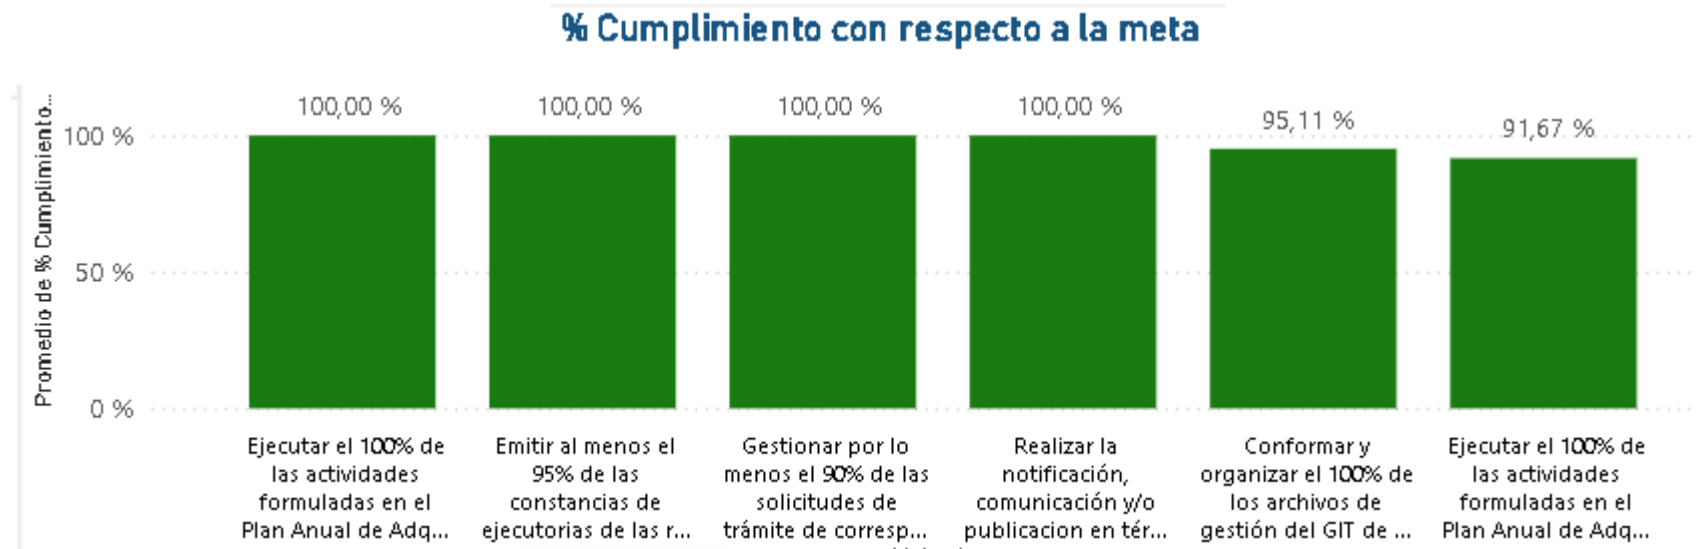 % Cumplimiento con respecto a la meta
Promedio de % Cumplimiento...
100 %
50 %
0 %
100,00 %
100,00 %
100,00 %
100,00 %
95,11 %
91,67 %
Ejecutar el 100% de
las actividades
formuladas en el
Plan Anual de Adq...
Emitir al menos el
95% de las
constancias de
ejecutorias de las r...
Gestionar por lo
menos el 90% de las
solicitudes de
trámite de corresp...
Realizar la
notificación,
comunicación y/o
publicacion en tér...
Conformar y
organizar el 100% de
los archivos de
gestión del GIT de ...
Ejecutar el 100% de
las actividades
formuladas en el
Plan Anual de Adq...